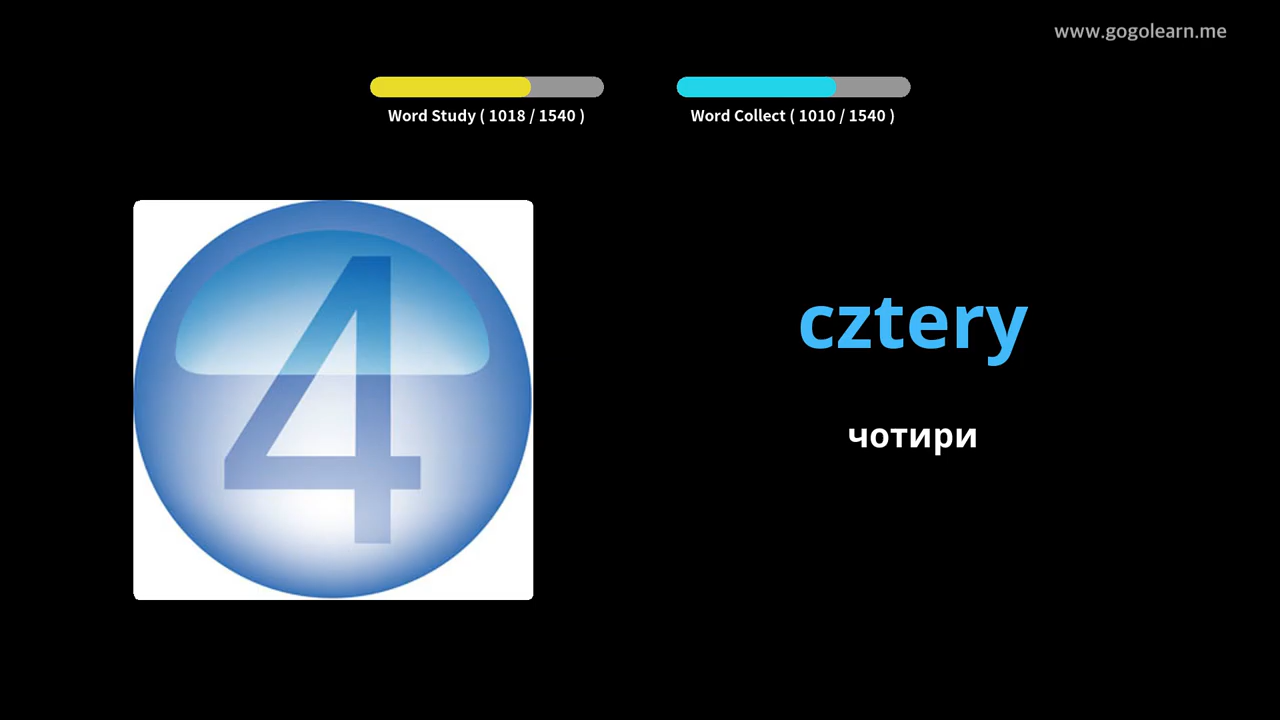 www.gogolearn.me
Word Study ( 1018 / 1540 )
Word Collect ( 1010 / 1540 )
4
cztery
чотири